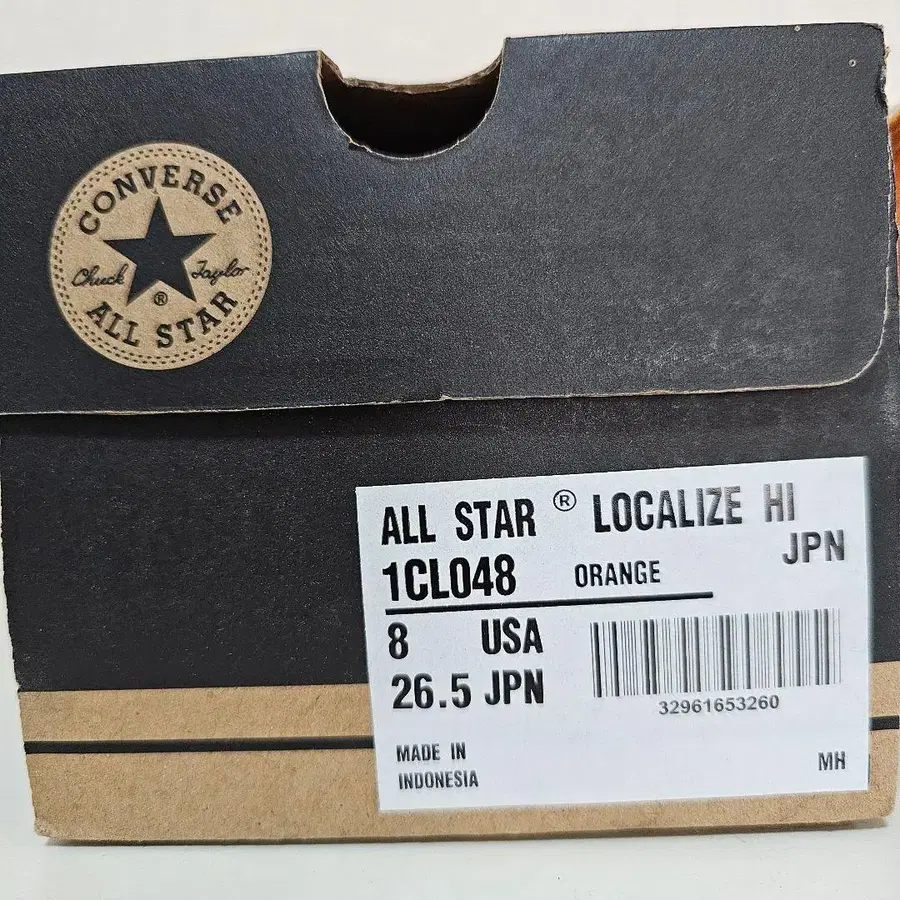 CONVERSE
Chuck Taylor
®
ALL STAR
ALL STAR ® LOCALIZE HI
JPN
1CL048 ORANGE
8 USA
26.5 JPN
32961653260
MADE IN
INDONESIA
MH